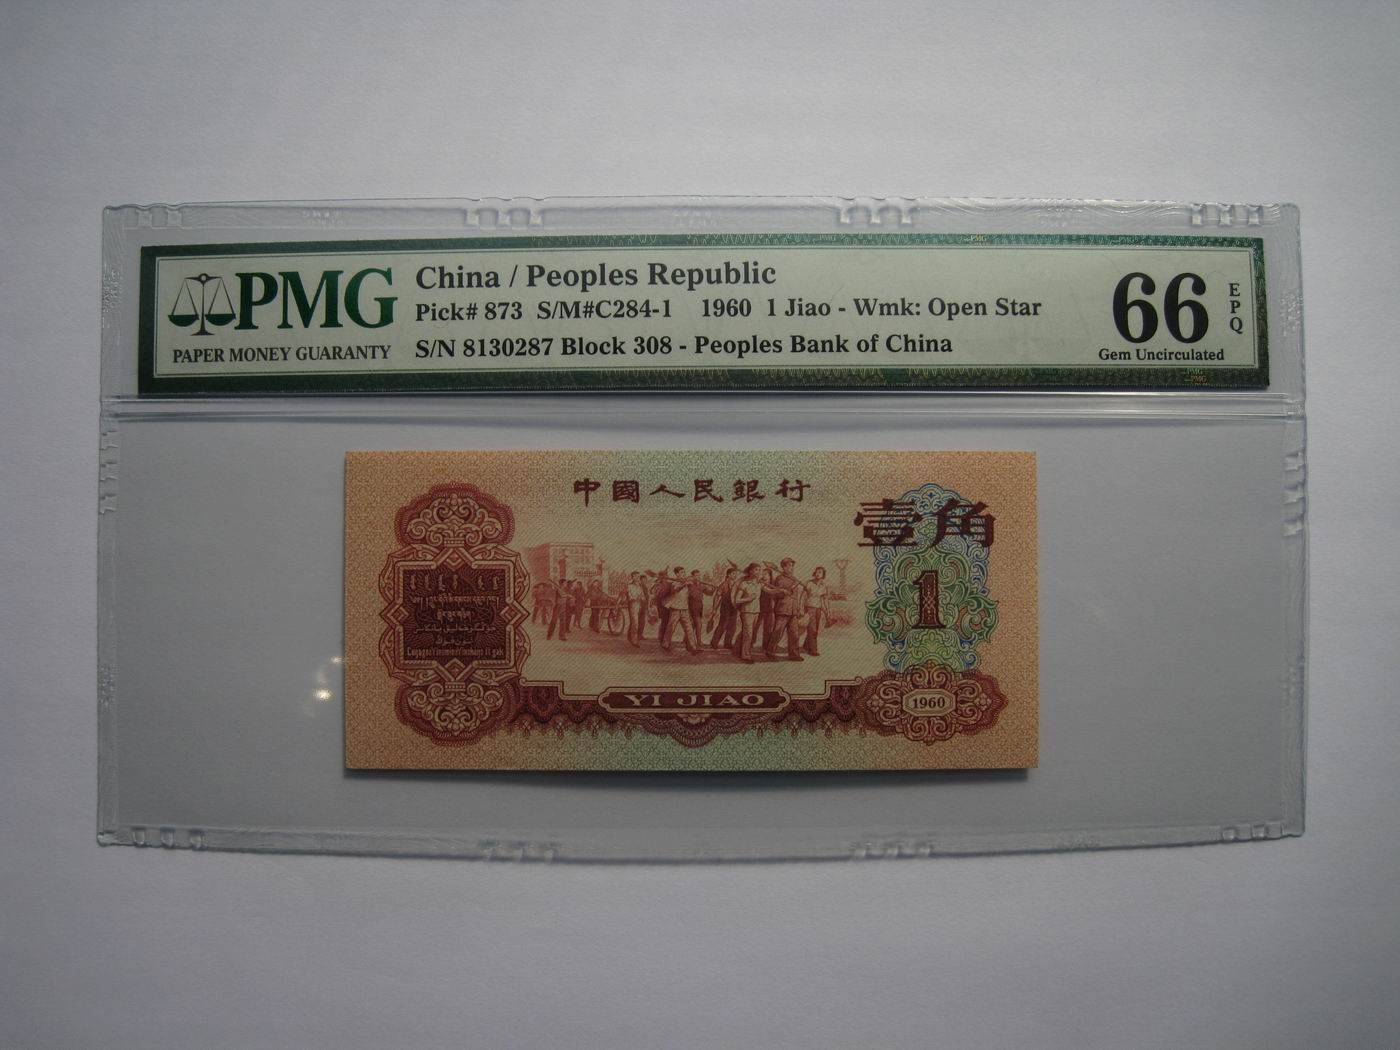 PMG
PAPER MONEY GUARANTY
China / Peoples Republic
Pick# 873 S/M#C284-1 1960 1 Jiao - Wmk: Open Star
S/N 8130287 Block 308 - Peoples Bank of China
66
EPQ
Gem Uncirculated
中國人民銀行
壹角
1
YI JIAO
1960